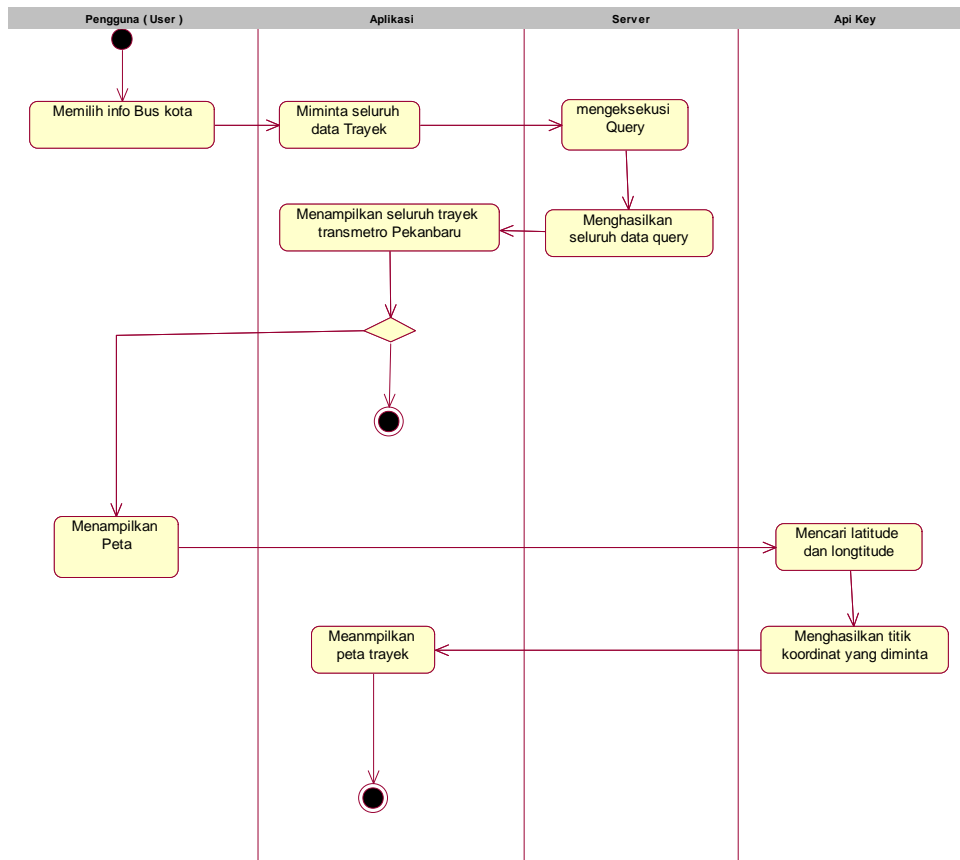 Pengguna ( User )
Aplikasi
Server
Api Key
Memilih info Bus kota
Miminta seluruh
data Trayek
mengeksekusi
Query
Menampilkan seluruh trayek
transmetro Pekanbaru
Menghasilkan
seluruh data query
Menampilkan
Peta
Mencari latitude
dan longtitude
Meanmpilkan
peta trayek
Menghasilkan titik
koordinat yang diminta